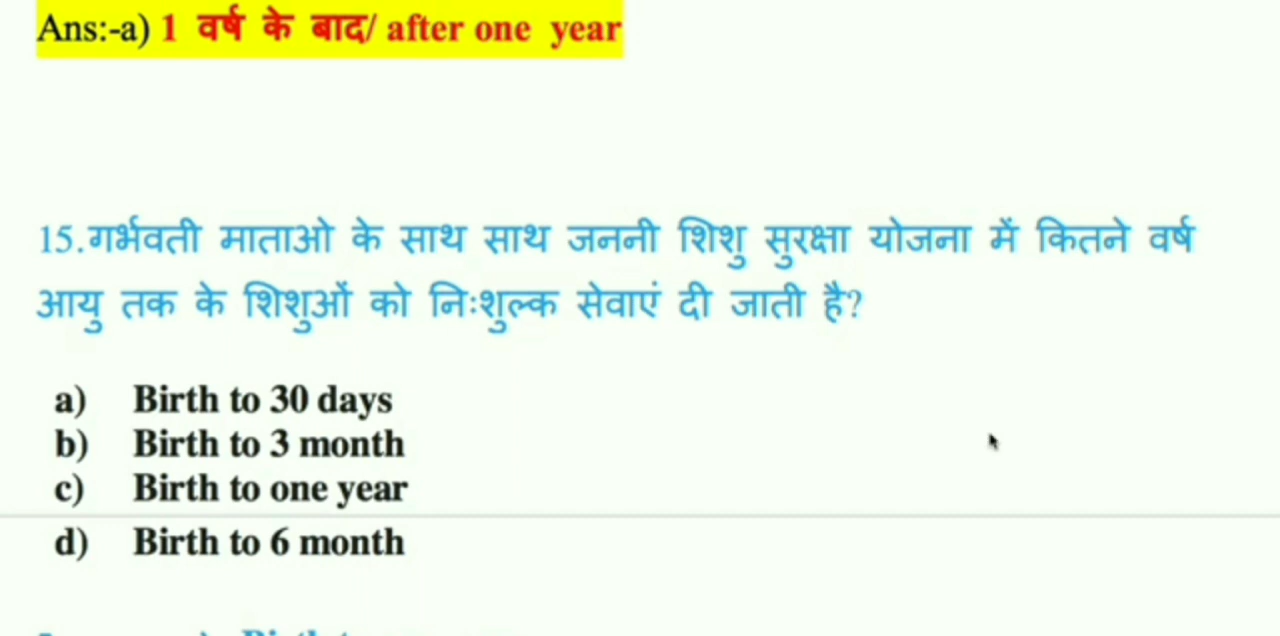 Ans:-a) 1 वर्ष के बाद/ after one year
15.गर्भवती माताओ के साथ साथ जननी शिशु सुरक्षा योजना में कितने वर्ष
आयु तक के शिशुओं को निःशुल्क सेवाएं दी जाती है?
a) Birth to 30 days
b) Birth to 3 month
c) Birth to one year
d) Birth to 6 month